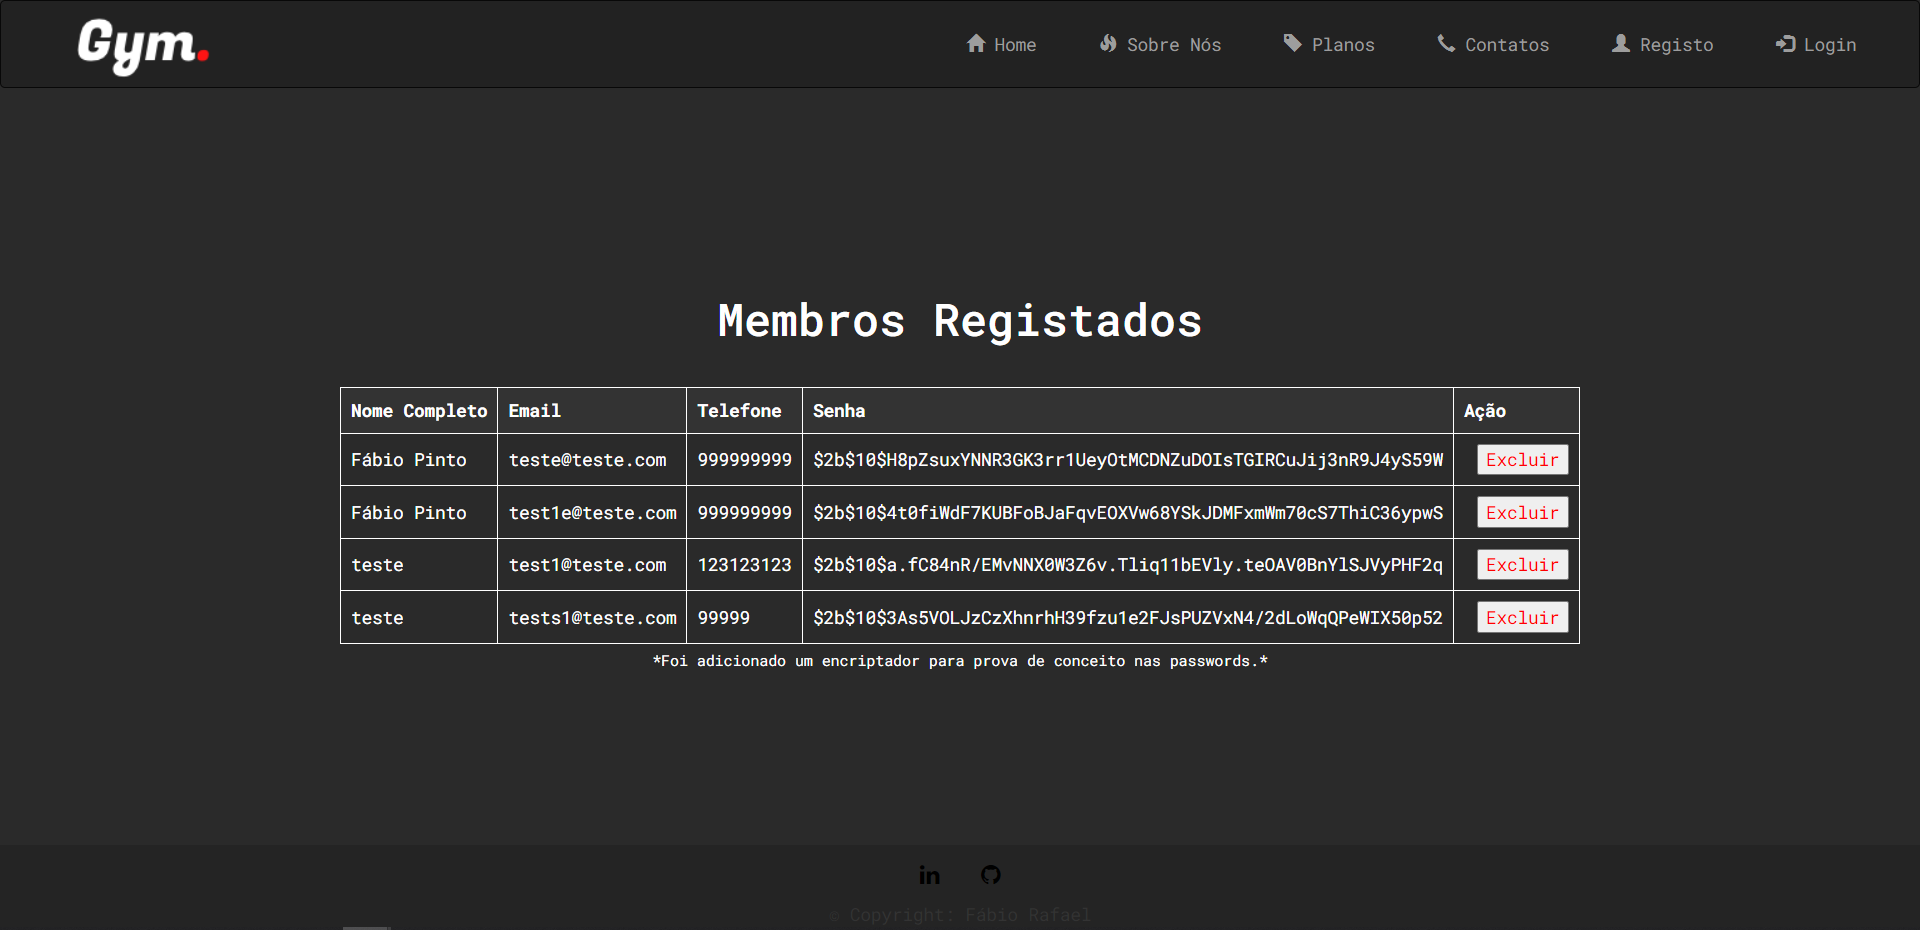 Gym.
Home Sobre Nós Planos Contatos Registo Login
Membros Registados
Nome Completo Email Telefone Senha Ação
Fábio Pinto teste@teste.com 999999999 $2b$10$H8pZsuxYNNR3GK3rr1UeyOtMCDNZuDOIsTGIRCuJij3nR9J4yS59W Excluir
Fábio Pinto test1e@teste.com 999999999 $2b$10$4t0fiWdF7KUBFoBJaFqvEOXVw68YSkJDMFxmWm70cS7ThiC36ypwS Excluir
teste test1@teste.com 123123123 $2b$10$a.fC84nR/EMvNNX0W3Z6v.Tliq11bEVly.teOAV0BnYlSJVyPHF2q Excluir
teste tests1@teste.com 99999 $2b$10$3As5VOLJzCzXhnrhH39fzu1e2FJsPUZVxN4/2dLoWqQPeWIX50p52 Excluir
*Foi adicionado um encriptador para prova de conceito nas passwords.*
© Copyright: Fábio Rafael